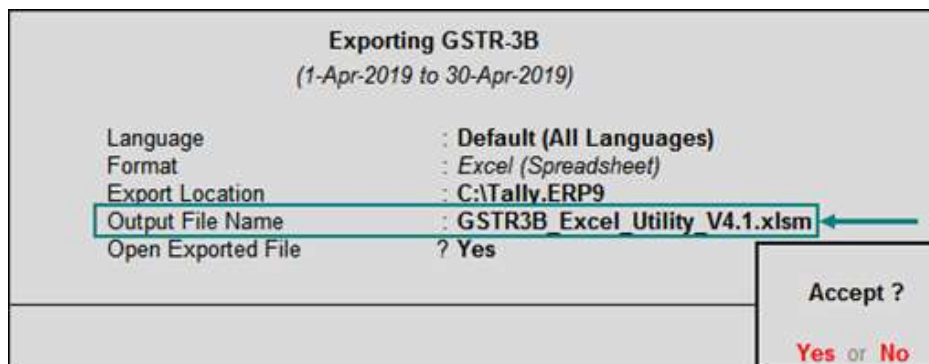 Exporting GSTR-3B
(1-Apr-2019 to 30-Apr-2019)
Language : Default (All Languages)
Format : Excel (Spreadsheet)
Export Location : C:\Tally.ERP9
Output File Name : GSTR3B_Excel_Utility_V4.1.xlsm
Open Exported File ? Yes
Accept ?
Yes or No